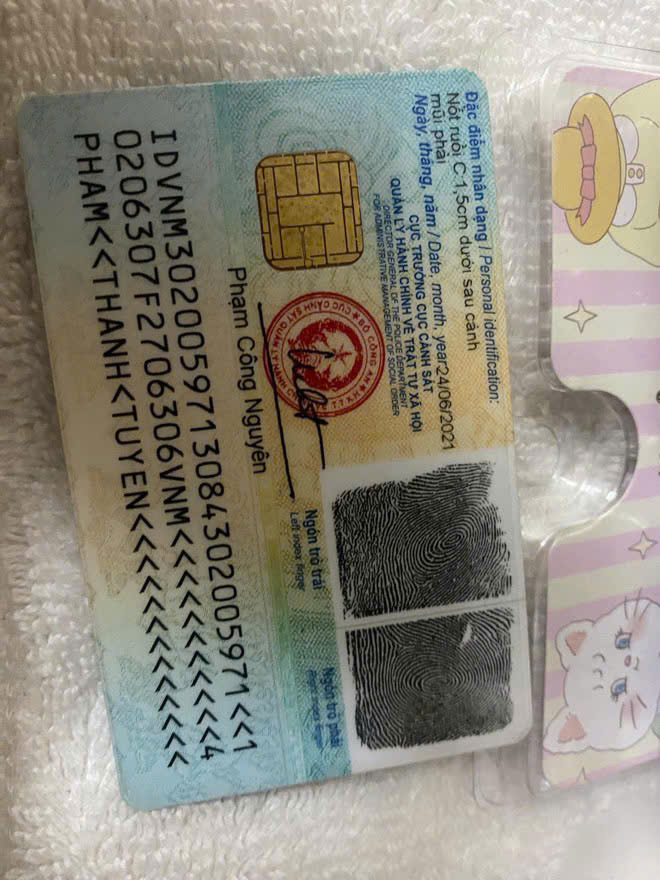 Đặc điểm nhân dạng / Personal identification:
Nốt ruồi C:1,5cm dưới sau cánh
mũi phải
Ngày, tháng, năm / Date, month, year 24/06/2021
CỤC TRƯỞNG CỤC CẢNH SÁT
QUẢN LÝ HÀNH CHÍNH VỀ TRẬT TỰ XÃ HỘI
DIRECTOR GENERAL OF THE POLICE DEPARTMENT
FOR ADMINISTRATIVE MANAGEMENT OF SOCIAL ORDER
BỘ CÔNG AN
CỤC CẢNH SÁT QUẢN LÝ HÀNH CHÍNH
Phạm Công Nguyên
Ngón trỏ trái
Left index finger
Ngón trỏ phải
Right index finger
IDVNM3020059713084302005971<<1
0206307F2706306VNM<<<<<<<<<<<4
PHAM<<THANH<TUYEN<<<<<<<<<<<<<